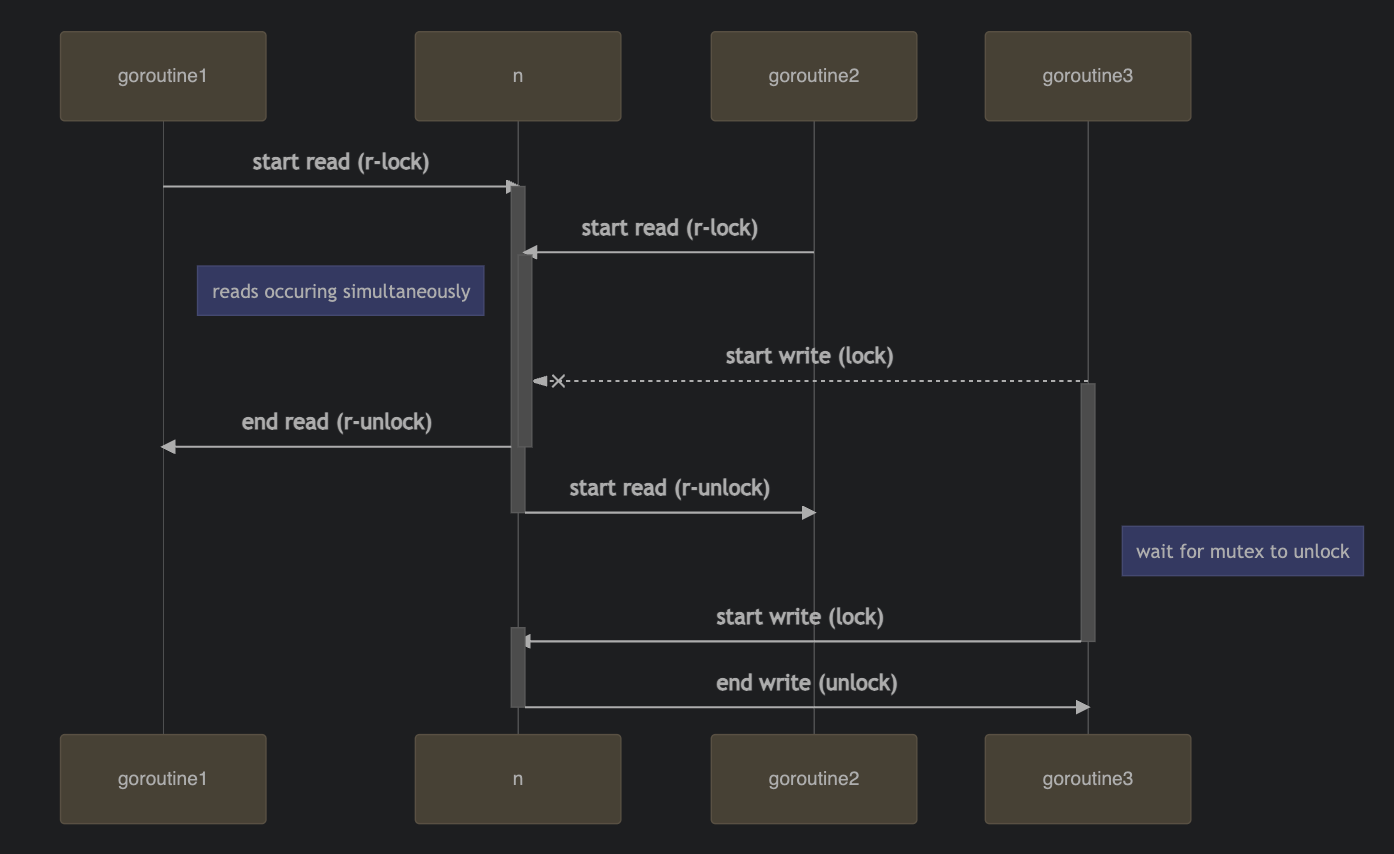 goroutine1
n
goroutine2
goroutine3
start read (r-lock)
start read (r-lock)
reads occuring simultaneously
start write (lock)
end read (r-unlock)
start read (r-unlock)
wait for mutex to unlock
start write (lock)
end write (unlock)
goroutine1
n
goroutine2
goroutine3